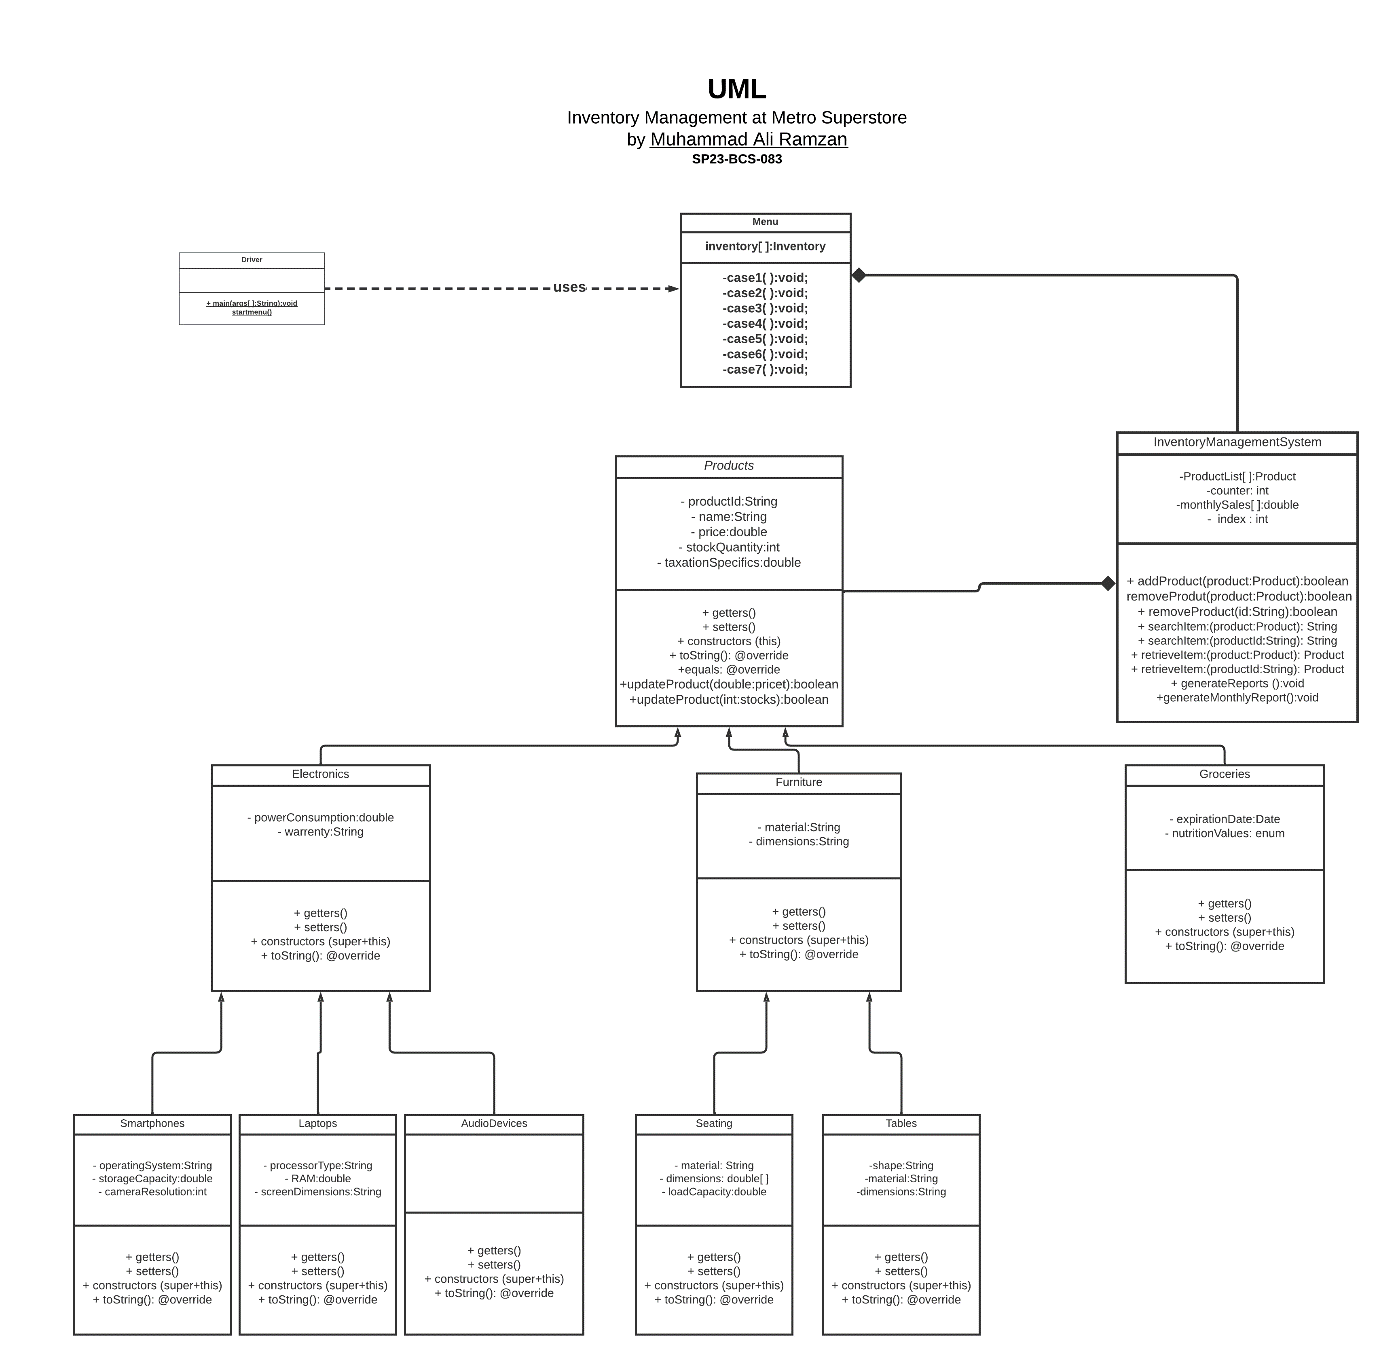 UML
Inventory Management at Metro Superstore
by Muhammad Ali Ramzan
SP23-BCS-083
Menu
inventory[ ]:Inventory
-case1( ):void;
-case2( ):void;
-case3( ):void;
-case4( ):void;
-case5( ):void;
-case6( ):void;
-case7( ):void;
Driver
+ main(args[ ]:String):void
startmenu()
uses
InventoryManagementSystem
-ProductList[ ]:Product
-counter: int
-monthlySales[ ]:double
- index : int
+ addProduct(product:Product):boolean
removeProdut(product:Product):boolean
+ removeProduct(id:String):boolean
+ searchItem:(product:Product): String
+ searchItem:(productId:String): String
+ retrieveItem:(product:Product): Product
+ retrieveItem:(productId:String): Product
+ generateReports ():void
+generateMonthlyReport():void
Products
- productId:String
- name:String
- price:double
- stockQuantity:int
- taxationSpecifics:double
+ getters()
+ setters()
+ constructors (this)
+ toString(): @override
+equals: @override
+updateProduct(double:pricet):boolean
+updateProduct(int:stocks):boolean
Electronics
- powerConsumption:double
- warrenty:String
+ getters()
+ setters()
+ constructors (super+this)
+ toString(): @override
Furniture
- material:String
- dimensions:String
+ getters()
+ setters()
+ constructors (super+this)
+ toString(): @override
Groceries
- expirationDate:Date
- nutritionValues: enum
+ getters()
+ setters()
+ constructors (super+this)
+ toString(): @override
Smartphones
- operatingSystem:String
- storageCapacity:double
- cameraResolution:int
+ getters()
+ setters()
+ constructors (super+this)
+ toString(): @override
Laptops
- processorType:String
- RAM:double
- screenDimensions:String
+ getters()
+ setters()
+ constructors (super+this)
+ toString(): @override
AudioDevices
+ getters()
+ setters()
+ constructors (super+this)
+ toString(): @override
Seating
- material: String
- dimensions: double[ ]
- loadCapacity:double
+ getters()
+ setters()
+ constructors (super+this)
+ toString(): @override
Tables
-shape:String
-material:String
-dimensions:String
+ getters()
+ setters()
+ constructors (super+this)
+ toString(): @override